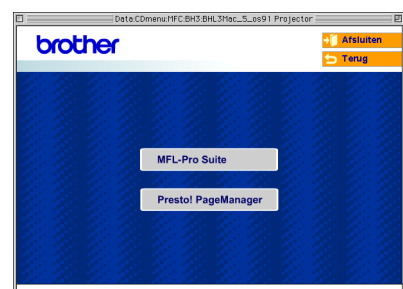 Data:CDmenu:MFC:BH3:BHL3Mac_5_os91 Projector
brother
Afsluiten
Terug
MFL-Pro Suite
Presto! PageManager